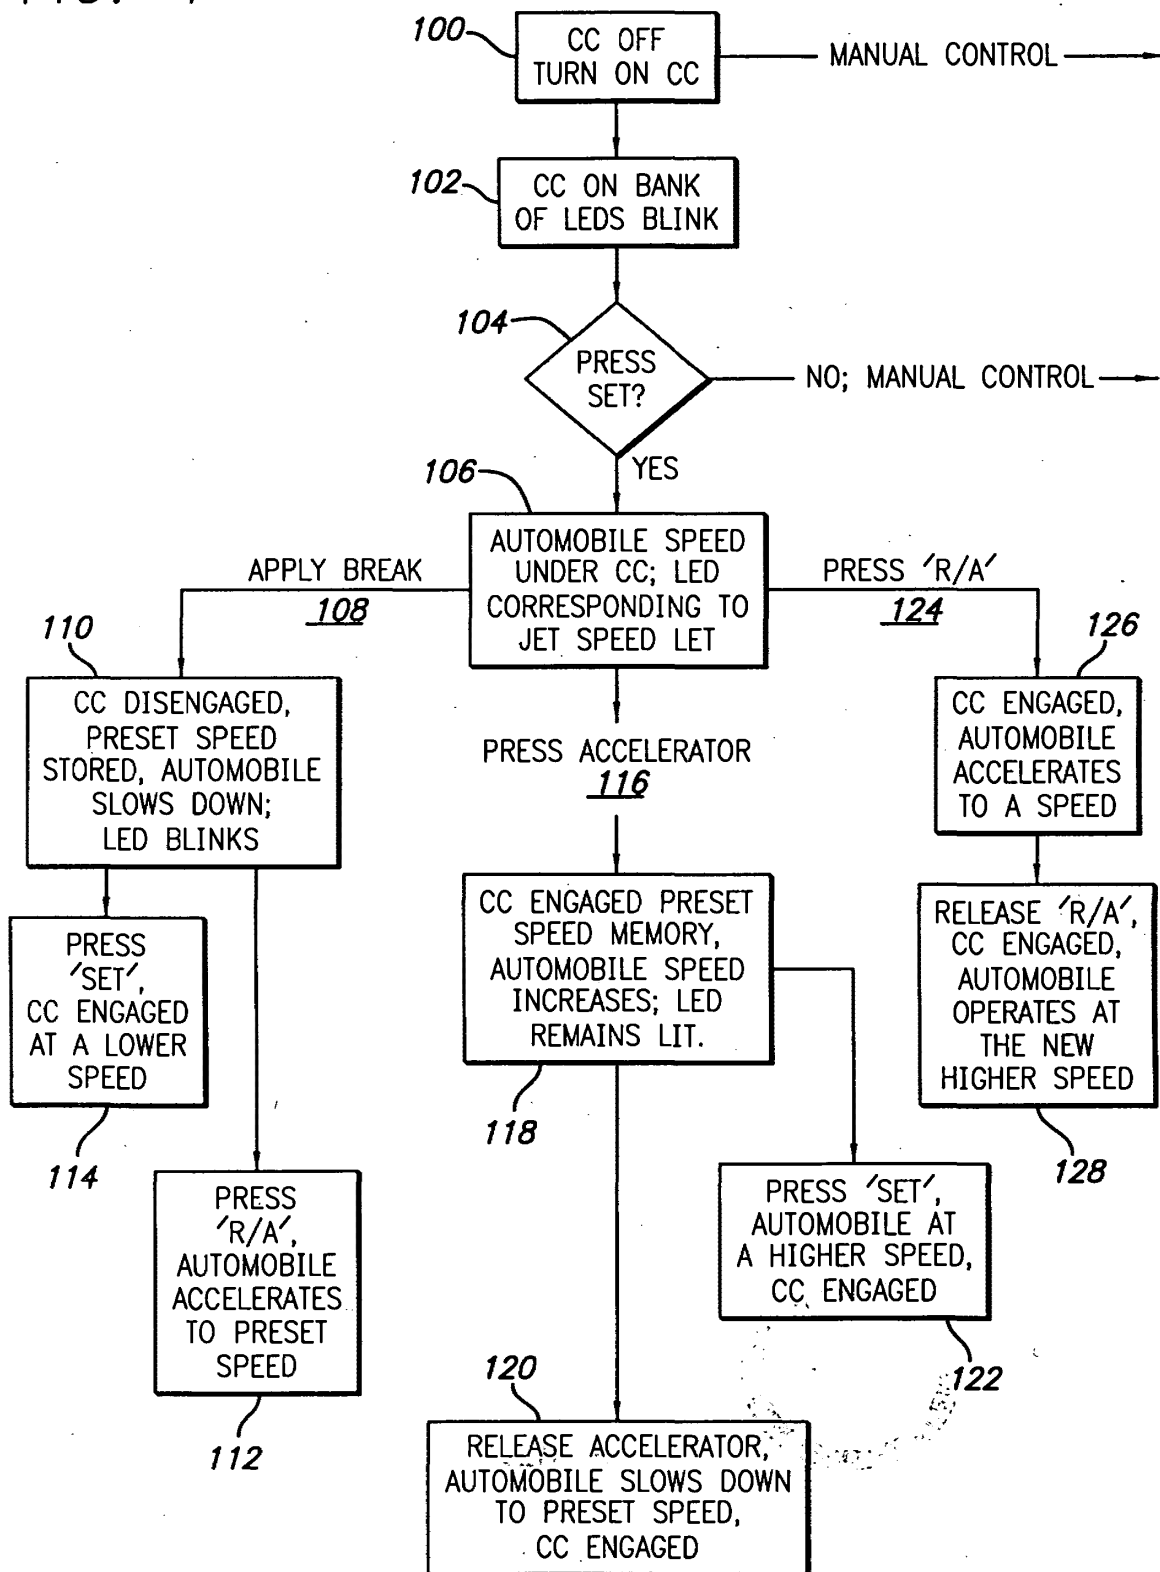 100
CC OFF
TURN ON CC
MANUAL CONTROL
102
CC ON BANK
OF LEDS BLINK
104
PRESS
SET?
NO; MANUAL CONTROL
YES
106
AUTOMOBILE SPEED
UNDER CC; LED
CORRESPONDING TO
JET SPEED LET
APPLY BREAK
108
PRESS 'R/A'
124
110
CC DISENGAGED,
PRESET SPEED
STORED, AUTOMOBILE
SLOWS DOWN;
LED BLINKS
PRESS ACCELERATOR
116
126
CC ENGAGED,
AUTOMOBILE
ACCELERATES
TO A SPEED
PRESS
'SET',
CC ENGAGED
AT A LOWER
SPEED
114
CC ENGAGED PRESET
SPEED MEMORY,
AUTOMOBILE SPEED
INCREASES; LED
REMAINS LIT.
118
RELEASE 'R/A',
CC ENGAGED,
AUTOMOBILE
OPERATES AT
THE NEW
HIGHER SPEED
128
PRESS
'R/A',
AUTOMOBILE
ACCELERATES
TO PRESET
SPEED
112
PRESS 'SET',
AUTOMOBILE AT
A HIGHER SPEED,
CC ENGAGED
122
120
RELEASE ACCELERATOR,
AUTOMOBILE SLOWS DOWN
TO PRESET SPEED,
CC ENGAGED